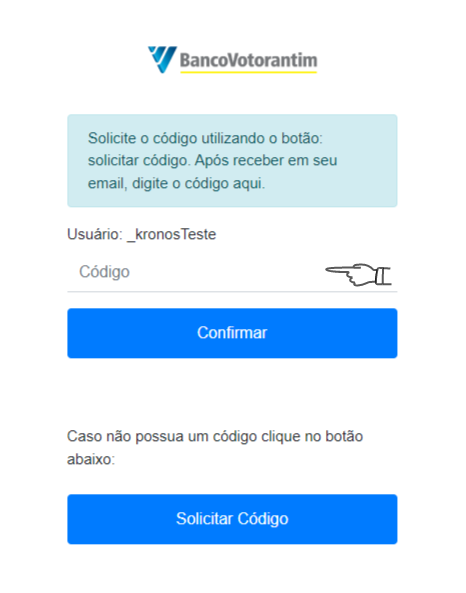 BancoVotorantim
Solicite o código utilizando o botão:
solicitar código. Após receber em seu
email, digite o código aqui.
Usuário: _kronosTeste
Código
Confirmar
Caso não possua um código clique no botão
abaixo:
Solicitar Código